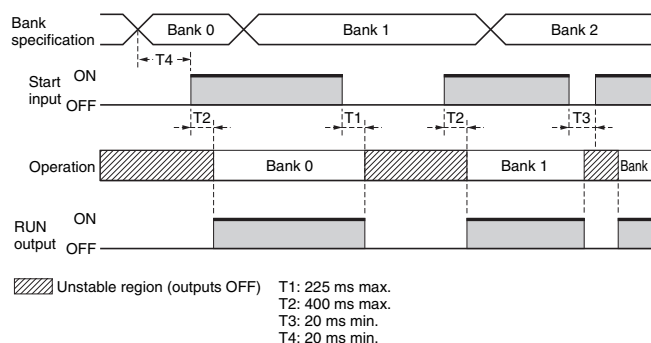 Bank
specification
Bank 0
Bank 1
Bank 2
T4
Start
input
ON
OFF
T2
T1
T2
T3
Operation
Bank 0
Bank 1
Bank
RUN
output
ON
OFF
Unstable region (outputs OFF)
T1: 225 ms max.
T2: 400 ms max.
T3: 20 ms min.
T4: 20 ms min.